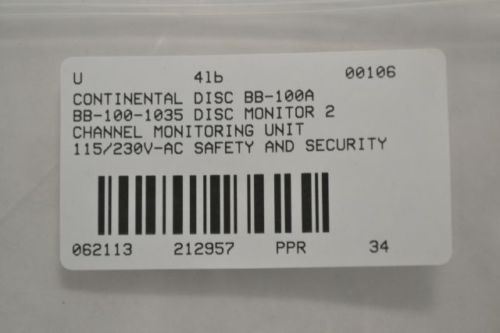 U 4lb 00106
CONTINENTAL DISC BB-100A
BB-100-1035 DISC MONITOR 2
CHANNEL MONITORING UNIT
115/230V-AC SAFETY AND SECURITY
062113 212957 PPR 34